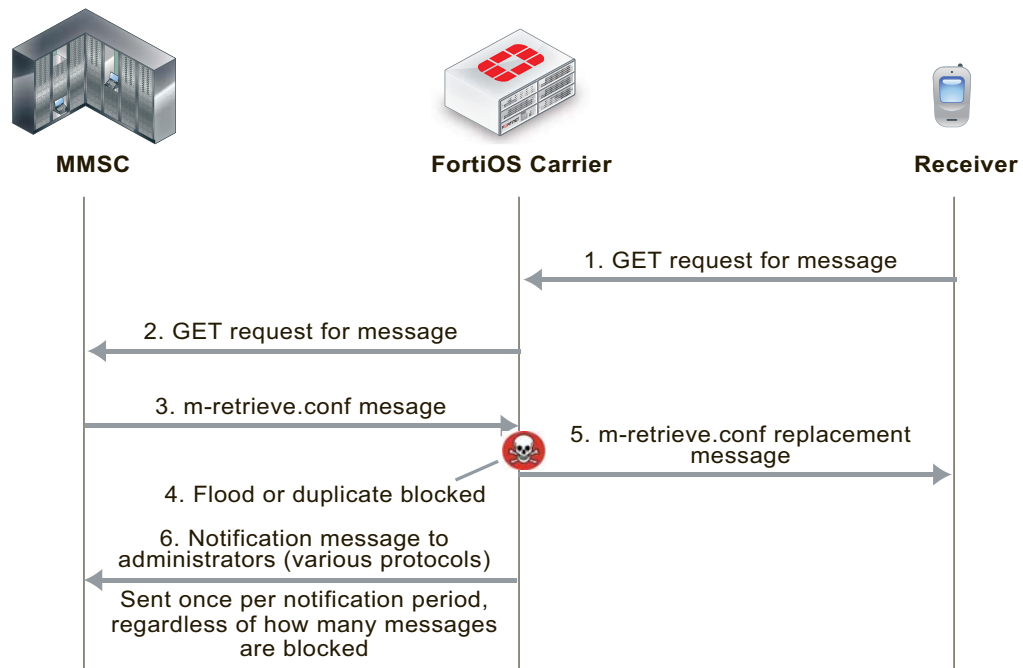 MMSC
FortiOS Carrier
Receiver
1. GET request for message
2. GET request for message
3. m-retrieve.conf mesage
5. m-retrieve.conf replacement
message
4. Flood or duplicate blocked
6. Notification message to
administrators (various protocols)
Sent once per notification period,
regardless of how many messages
are blocked